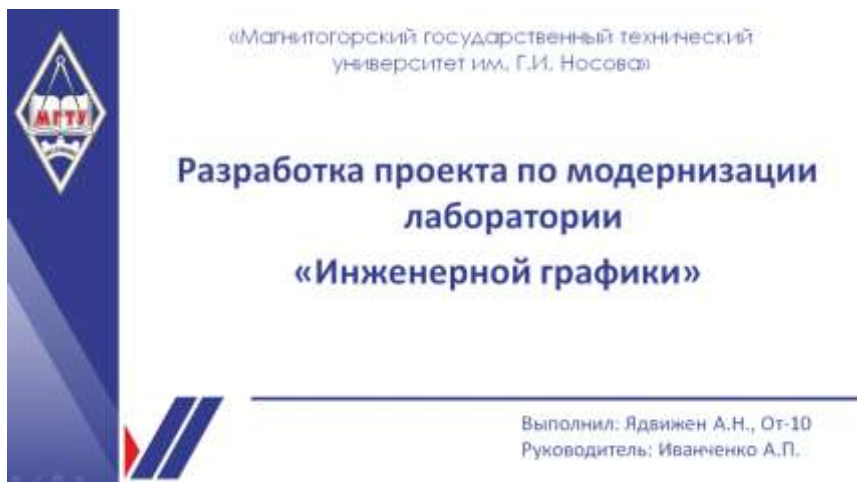 «Магнитогорский государственный технический
университет им. Г.И. Носова»
МГТУ
Разработка проекта по модернизации
лаборатории
«Инженерной графики»
Выполнил: Ядвижен А.Н., От-10
Руководитель: Иванченко А.П.